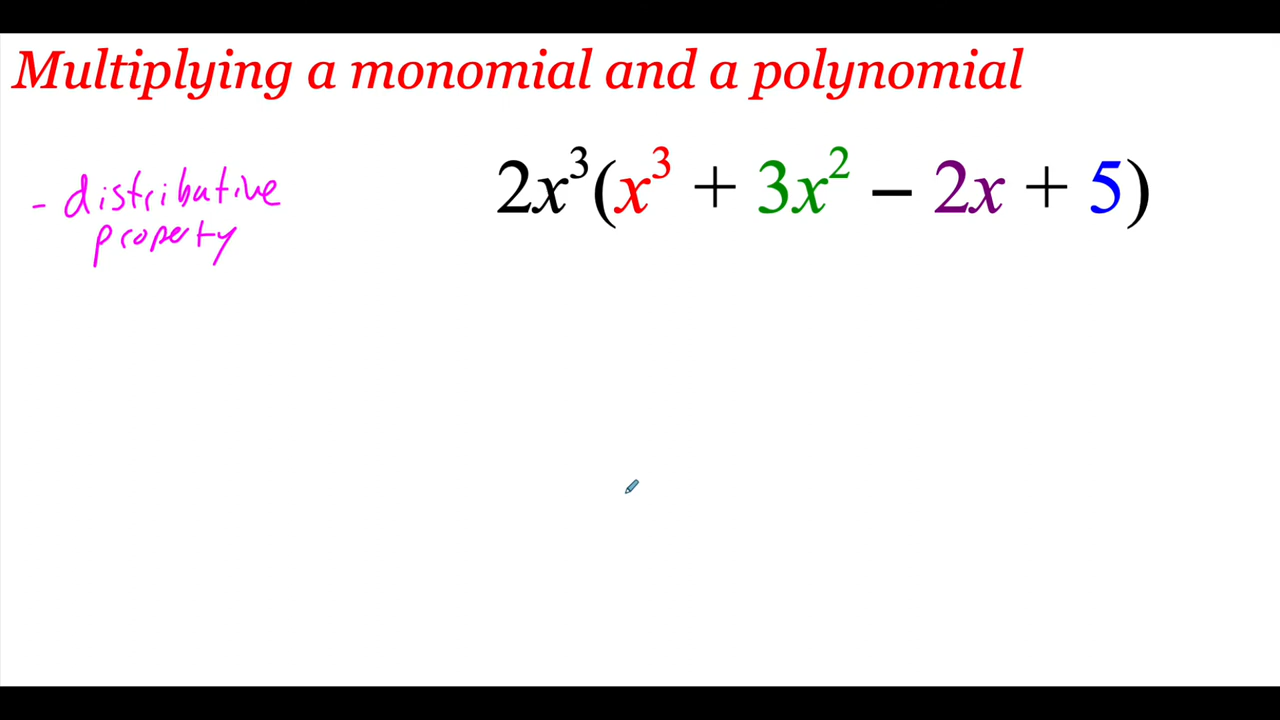 Multiplying a monomial and a polynomial
2x³(x³ + 3x² – 2x + 5)
- distributive
property